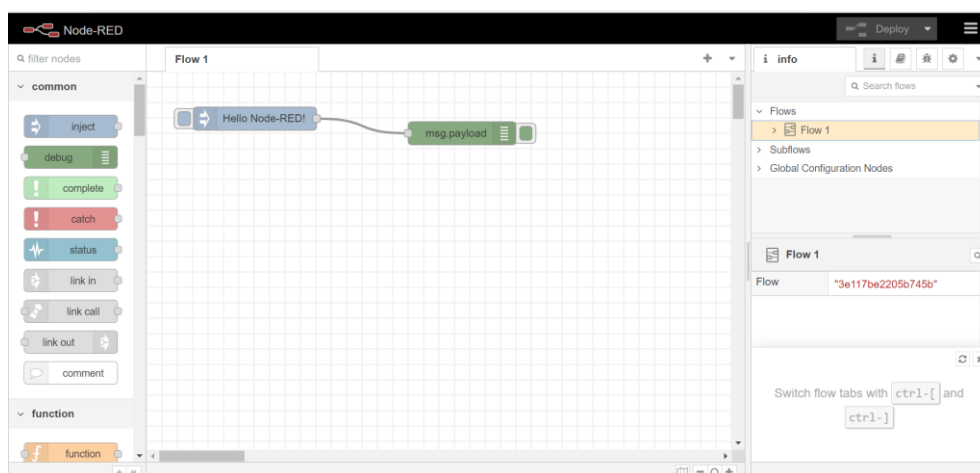 Node-RED
Deploy
filter nodes
Flow 1
info
i
common
Search flows
inject
Hello Node-RED!
msg.payload
Flows
Flow 1
debug
Subflows
complete
Global Configuration Nodes
catch
status
link in
Flow 1
link call
Flow
"3e117be2205b745b"
link out
comment
Switch flow tabs with ctrl-[ and
ctrl-]
function
function